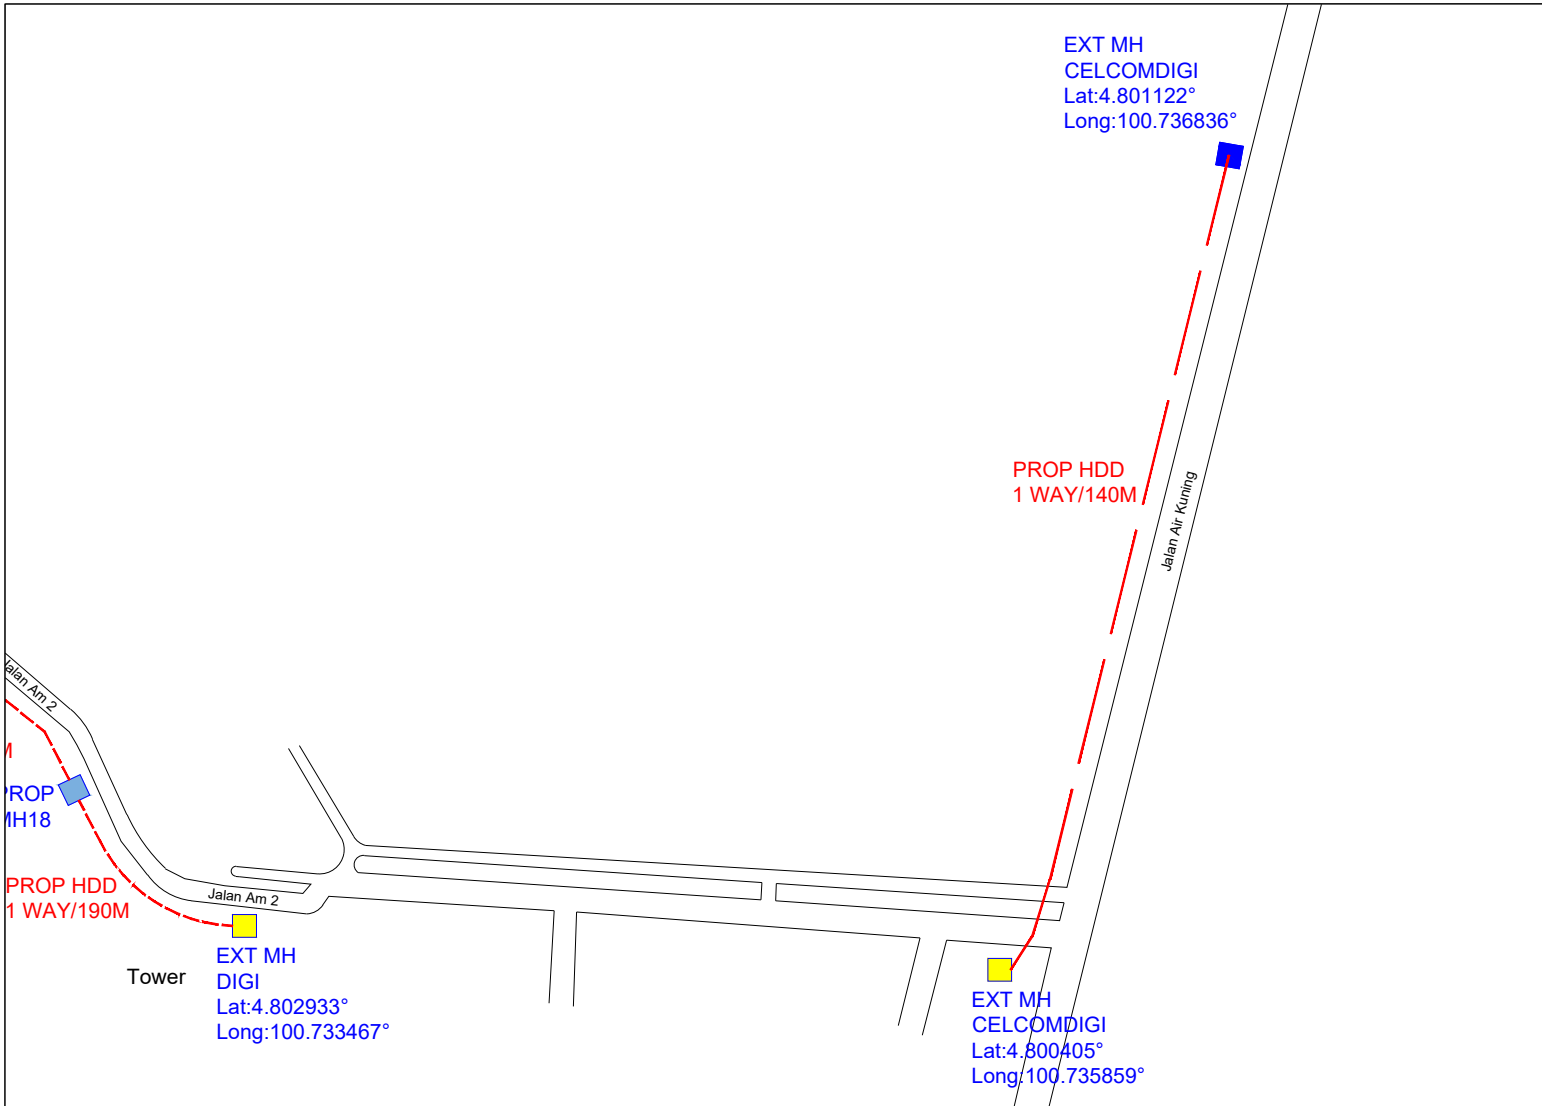 EXT MH
CELCOMDIGI
Lat:4.801122°
Long:100.736836°
PROP HDD
1 WAY/140M
Jalan Air Kuning
Jalan Am 2
M
PROP
MH18
PROP HDD
1 WAY/190M
Jalan Am 2
Tower
EXT MH
DIGI
Lat:4.802933°
Long:100.733467°
EXT MH
CELCOMDIGI
Lat:4.800405°
Long:100.735859°